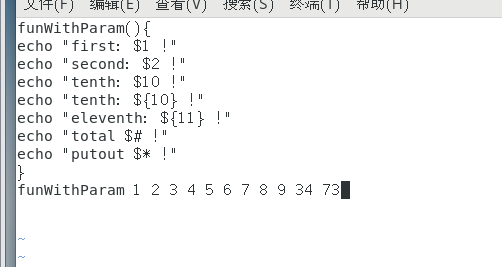 文件(F) 编辑(E) 查看(V) 搜索(S) 终端(T) 帮助(H)
funWithParam(){
echo "first: $1 !"
echo "second: $2 !"
echo "tenth: $10 !"
echo "tenth: ${10} !"
echo "eleventh: ${11} !"
echo "total $# !"
echo "putout $* !"
}
funWithParam 1 2 3 4 5 6 7 8 9 34 73
~
~